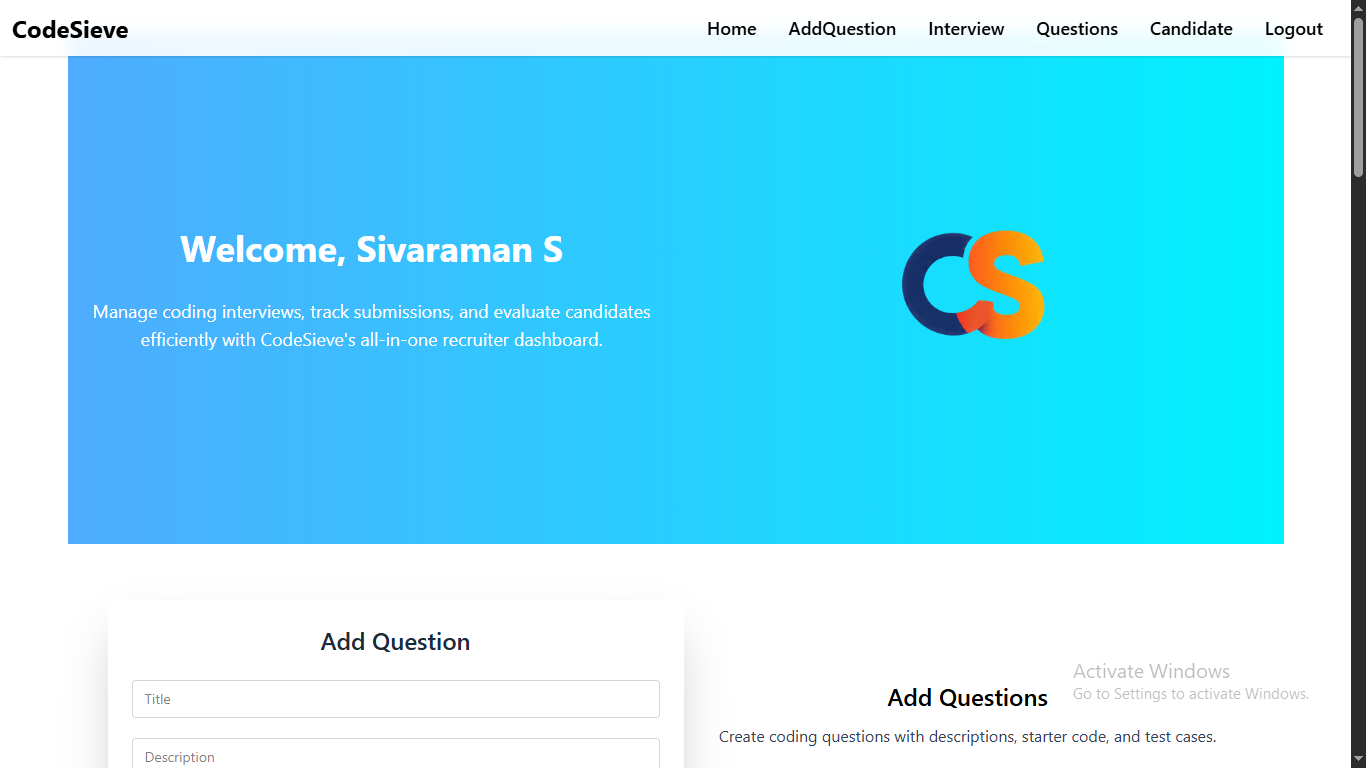 CodeSieve
Home AddQuestion Interview Questions Candidate Logout
Welcome, Sivaraman S
Manage coding interviews, track submissions, and evaluate candidates
efficiently with CodeSieve's all-in-one recruiter dashboard.
CS
Add Question
Title
Description
Add Questions
Create coding questions with descriptions, starter code, and test cases.
Activate Windows
Go to Settings to activate Windows.